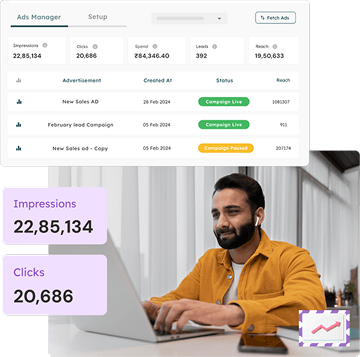 Ads Manager
Setup
Fetch Ads
Impressions
Clicks
Spend
Leads
Reach
22,85,134
20,686
₹84,346.40
392
19,50,633
Advertisement
Created At
Status
Reach
New Sales AD
28 Feb 2024
Campaign Live
1081307
February lead Campaign
05 Feb 2024
Campaign Live
911
New Sales ad - Copy
05 Feb 2024
Campaign Paused
207174
Impressions
22,85,134
Clicks
20,686